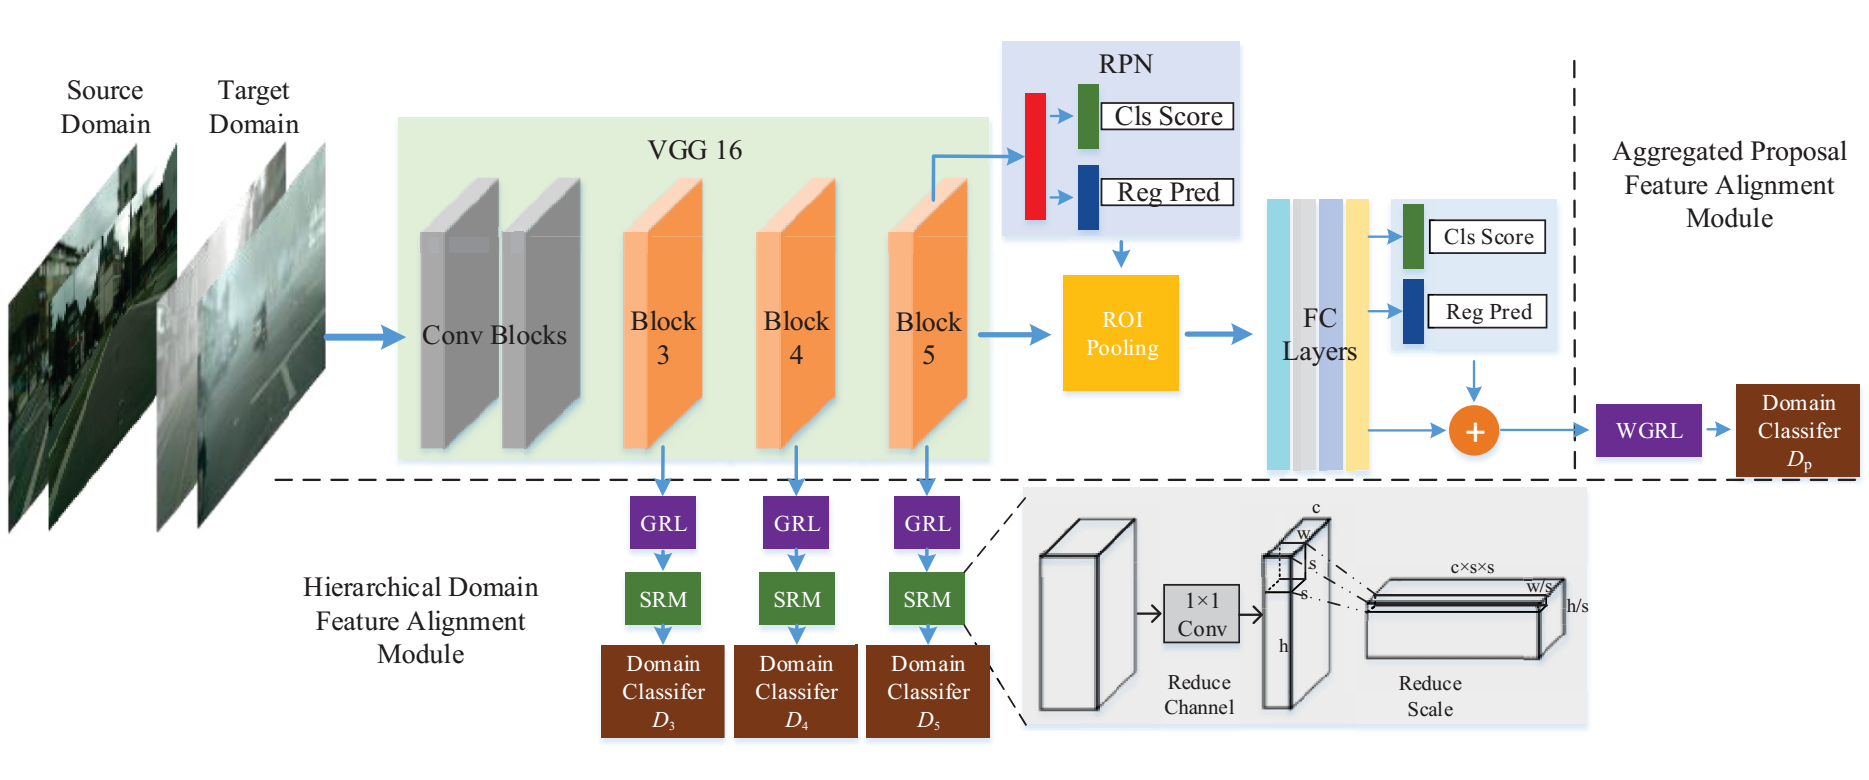 Source
Domain
Target
Domain
VGG 16
Conv Blocks
Block
3
Block
4
Block
5
RPN
Cls Score
Reg Pred
ROI
Pooling
FC
Layers
Cls Score
Reg Pred
+
Aggregated Proposal
Feature Alignment
Module
WGRL
Domain
Classifer
Dp
Hierarchical Domain
Feature Alignment
Module
GRL
GRL
GRL
SRM
SRM
SRM
Domain
Classifer
D3
Domain
Classifer
D4
Domain
Classifer
D5
1×1
Conv
Reduce
Channel
c
w
s
s
h
c×s×s
w/s
h/s
Reduce
Scale